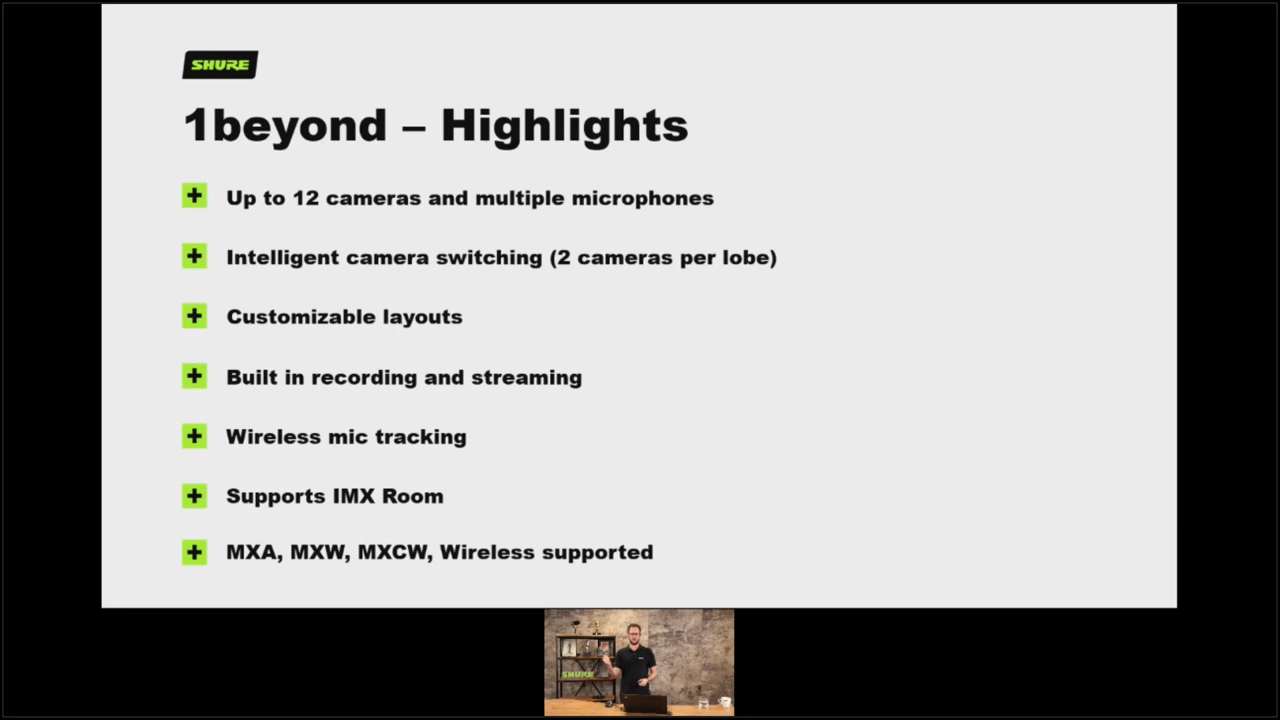 SHURE
1beyond – Highlights
Up to 12 cameras and multiple microphones
Intelligent camera switching (2 cameras per lobe)
Customizable layouts
Built in recording and streaming
Wireless mic tracking
Supports IMX Room
MXA, MXW, MXCW, Wireless supported
SHURE